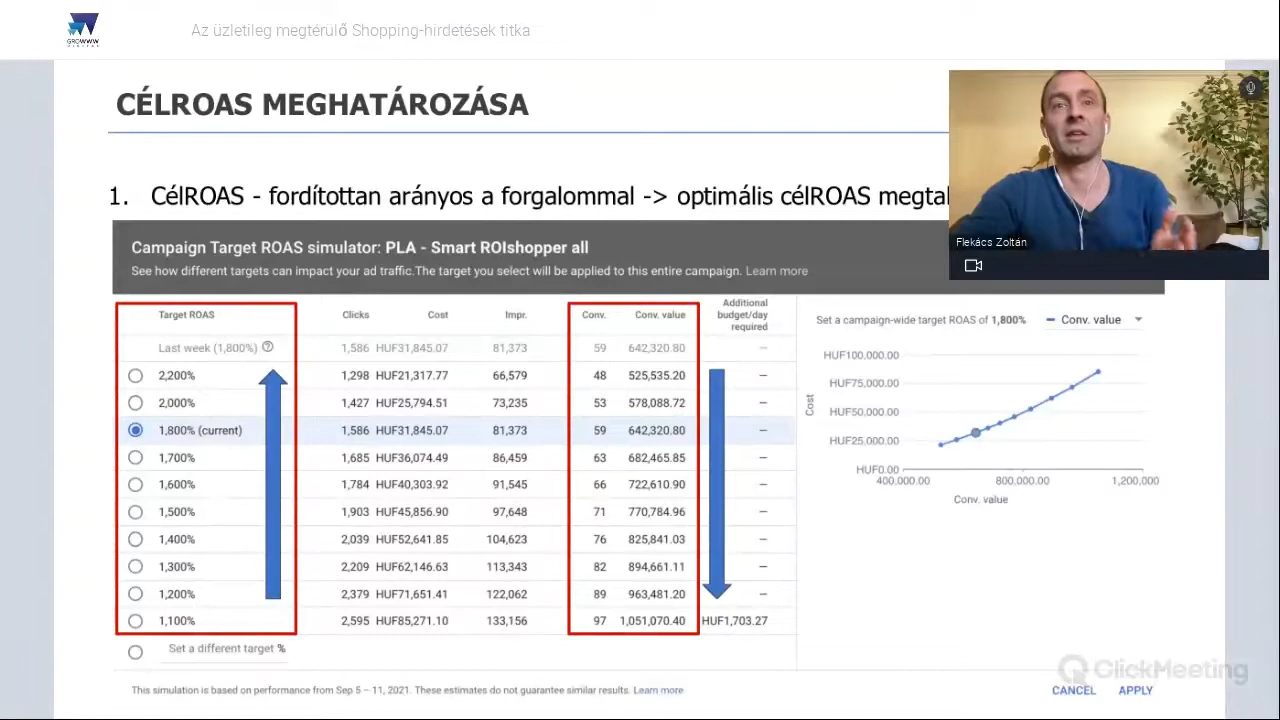 GROWWW
DIGITAL
Az üzletileg megtérülő Shopping-hirdetések titka
CÉLROAS MEGHATÁROZÁSA
Flekács Zoltán
1. CélROAS - fordítottan arányos a forgalommal -> optimális célROAS
Campaign Target ROAS simulator: PLA - Smart ROIshopper all
See how different targets can impact your ad traffic.The target you select will be applied to this entire campaign. Learn more
Target ROAS Clicks Cost Impr. Conv. Conv. value Additional budget/day required
Last week (1,800%) 1,586 HUF31,845.07 81,373 59 642,320.80 —
2,200% 1,298 HUF21,317.77 66,579 48 525,535.20 —
2,000% 1,427 HUF25,794.51 73,235 53 578,088.72 —
1,800% (current) 1,586 HUF31,845.07 81,373 59 642,320.80 —
1,700% 1,685 HUF36,074.49 86,459 63 682,465.85 —
1,600% 1,784 HUF40,303.92 91,545 66 722,610.90 —
1,500% 1,903 HUF45,856.90 97,648 71 770,784.96 —
1,400% 2,039 HUF52,641.85 104,623 76 825,841.03 —
1,300% 2,209 HUF62,146.63 113,343 82 894,661.11 —
1,200% 2,379 HUF71,651.41 122,062 89 963,481.20 —
1,100% 2,595 HUF85,271.10 133,156 97 1,051,070.40 HUF1,703.27
Set a different target %
Set a campaign-wide target ROAS of 1,800%
Conv. value
HUF100,000.00
HUF75,000.00
HUF50,000.00
HUF25,000.00
HUF0.00
Cost
400,000.00 800,000.00 1,200,000
Conv. value
This simulation is based on performance from Sep 5 – 11, 2021. These estimates do not guarantee similar results. Learn more
CANCEL APPLY
ClickMeeting